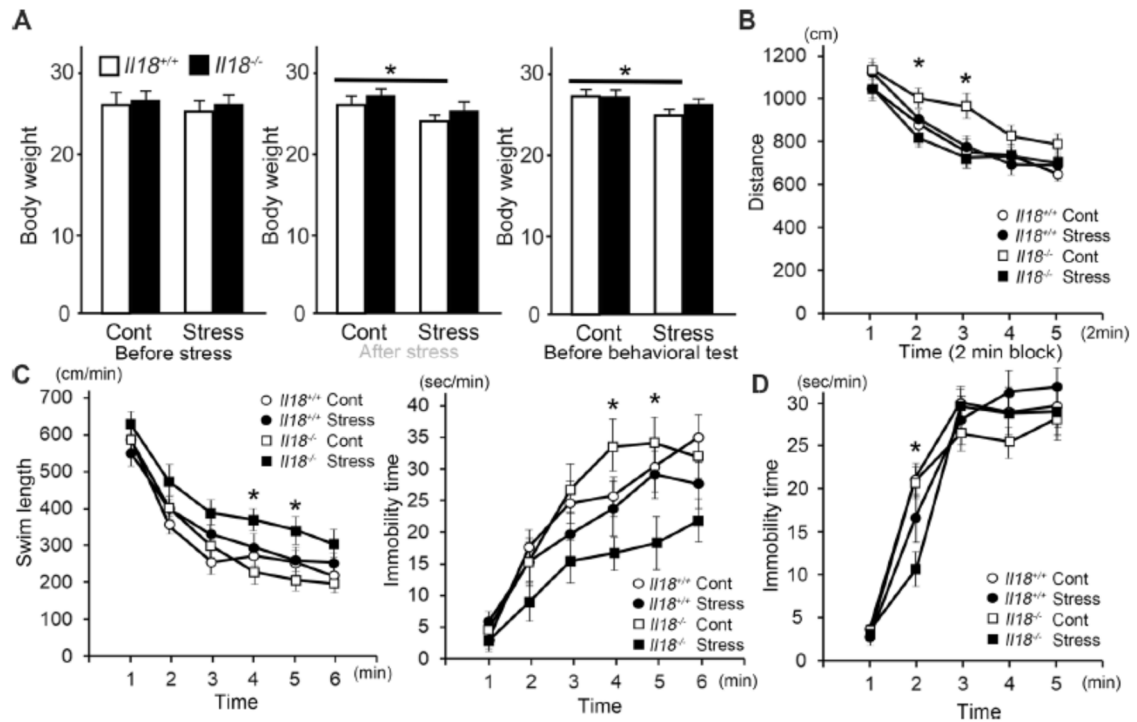 A
Il18+/+ Il18-/-
Body weight
30
20
10
0
Cont Stress
Before stress
*
Body weight
30
20
10
0
Cont Stress
After stress
*
Body weight
30
20
10
0
Cont Stress
Before behavioral test
B
(cm)
Distance
1200
1000
800
600
400
200
0
* *
Il18+/+ Cont
Il18+/+ Stress
Il18-/- Cont
Il18-/- Stress
1 2 3 4 5 (2min)
Time (2 min block)
C
(cm/min)
Swim length
700
600
500
400
300
200
100
0
Il18+/+ Cont
Il18+/+ Stress
Il18-/- Cont
Il18-/- Stress
* *
1 2 3 4 5 6 (min)
Time
(sec/min)
Immobility time
45
40
35
30
25
20
15
10
5
0
* *
Il18+/+ Cont
Il18+/+ Stress
Il18-/- Cont
Il18-/- Stress
1 2 3 4 5 6 (min)
Time
D
(sec/min)
Immobility time
30
25
20
15
10
5
0
*
Il18+/+ Cont
Il18+/+ Stress
Il18-/- Cont
Il18-/- Stress
1 2 3 4 5 (min)
Time